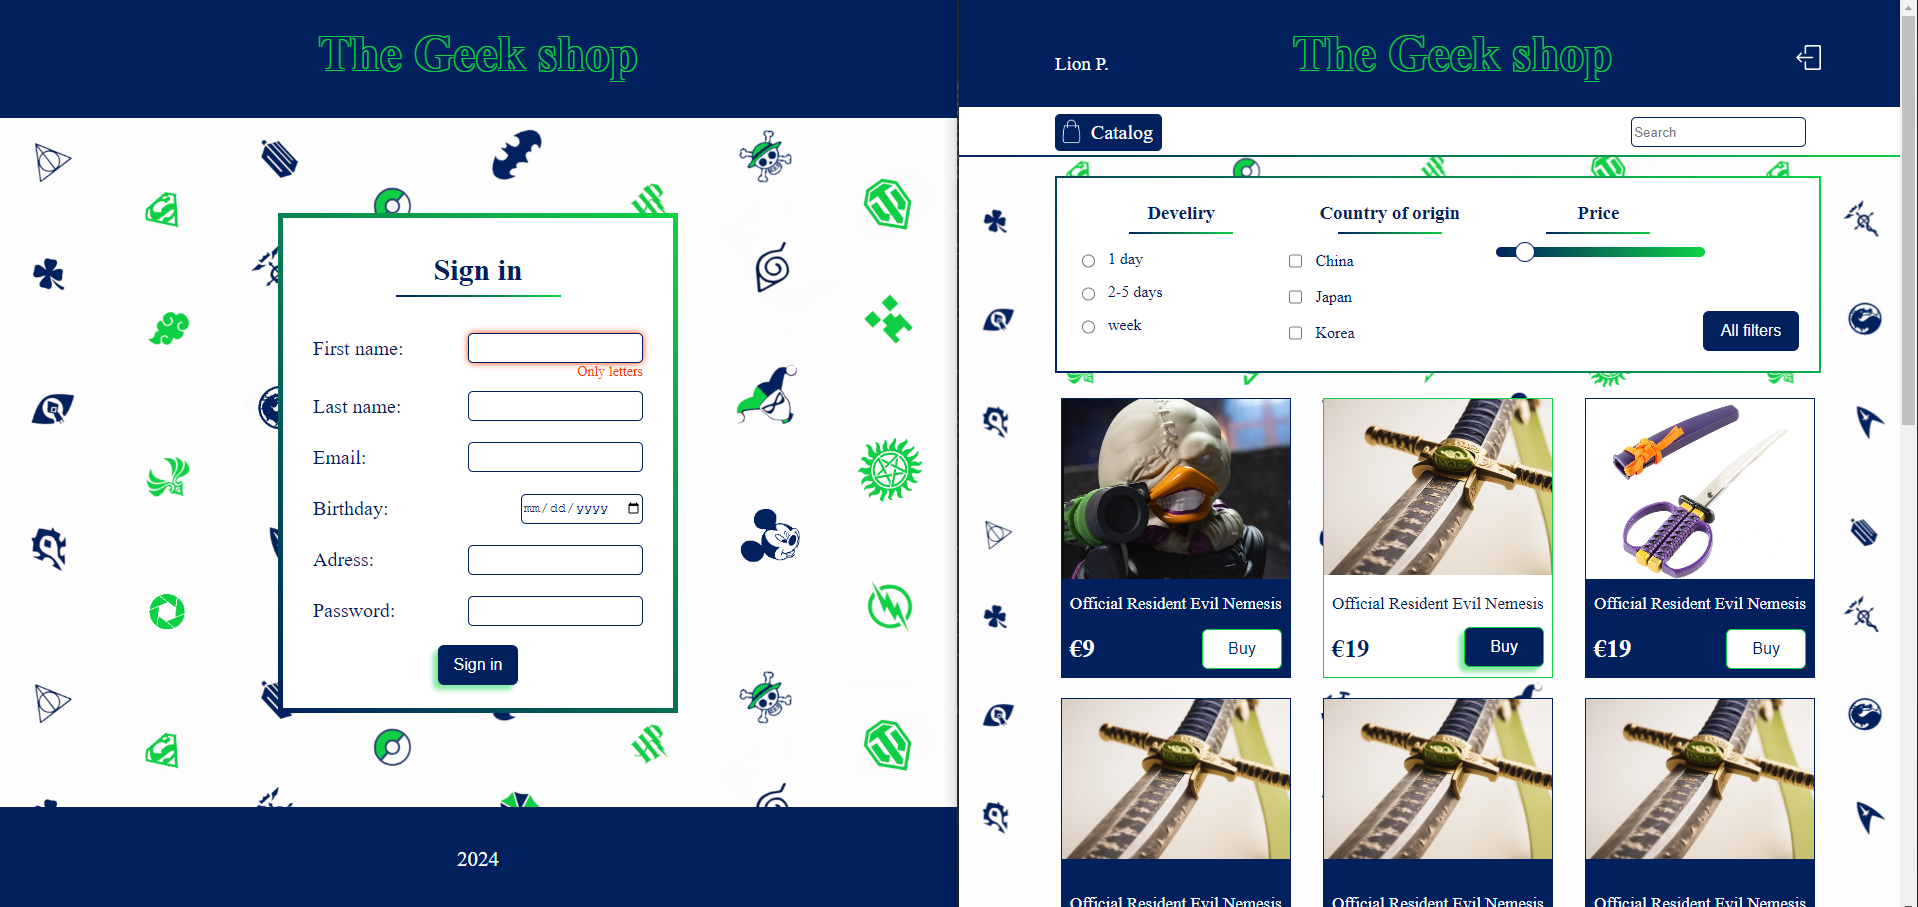 The Geek shop
Sign in
First name:
Only letters
Last name:
Email:
Birthday:
mm/dd/yyyy
Adress:
Password:
Sign in
2024
Lion P.
The Geek shop
Catalog
Search
Develiry
1 day
2-5 days
week
Country of origin
China
Japan
Korea
Price
All filters
Official Resident Evil Nemesis
€9
Buy
Official Resident Evil Nemesis
€19
Buy
Official Resident Evil Nemesis
€19
Buy
Official Resident Evil Nemesis
Official Resident Evil Nemesis
Official Resident Evil Nemesis